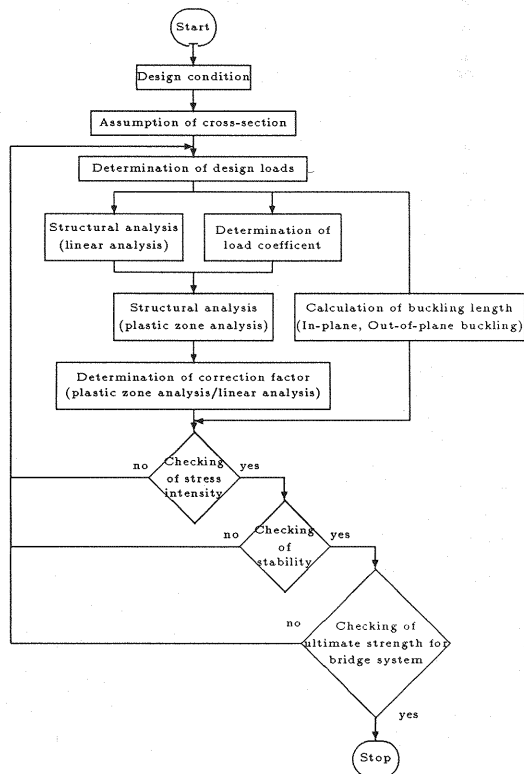 Start
Design condition
Assumption of cross-section
Determination of design loads
Structural analysis
(linear analysis)
Determination of
load coefficent
Structural analysis
(plastic zone analysis)
Calculation of buckling length
(In-plane, Out-of-plane buckling)
Determination of correction factor
(plastic zone analysis/linear analysis)
no
Checking
of stress
intensity
yes
no
Checking
of
stability
yes
no
Checking of
ultimate strength for
bridge system
yes
Stop